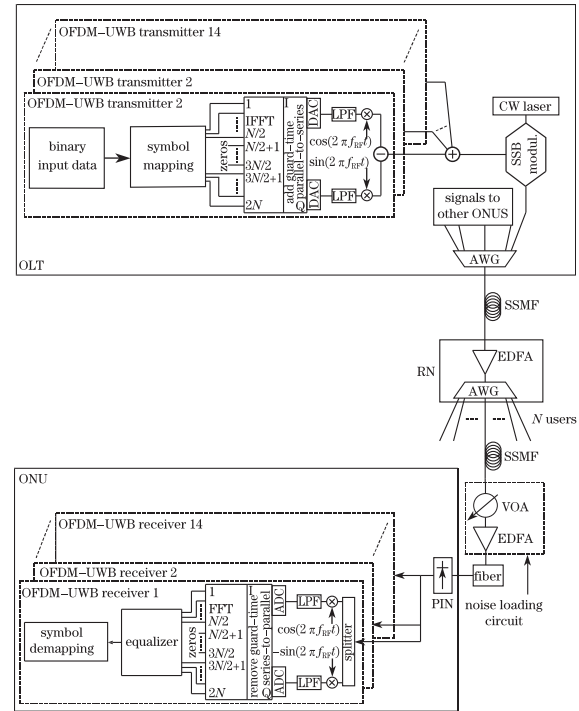 OFDM-UWB transmitter 14
OFDM-UWB transmitter 2
OFDM-UWB transmitter 2
binary
input data
symbol
mapping
zeros
1
IFFT
N/2
N/2+1
3N/2
3N/2+1
2N
I
Q
add guard-time
parallel-to-series
DAC
DAC
LPF
LPF
cos(2πf_RF t)
sin(2πf_RF t)
CW laser
SSB
modul.
signals to
other ONUS
AWG
OLT
SSMF
RN
EDFA
AWG
N users
SSMF
VOA
EDFA
fiber
PIN
noise loading
circuit
ONU
OFDM-UWB receiver 14
OFDM-UWB receiver 2
OFDM-UWB receiver 1
symbol
demapping
equalizer
zeros
1
FFT
N/2
N/2+1
3N/2
3N/2+1
2N
I
Q
remove guard-time
series-to-parallel
ADC
ADC
LPF
LPF
cos(2πf_RF t)
-sin(2πf_RF t)
splitter